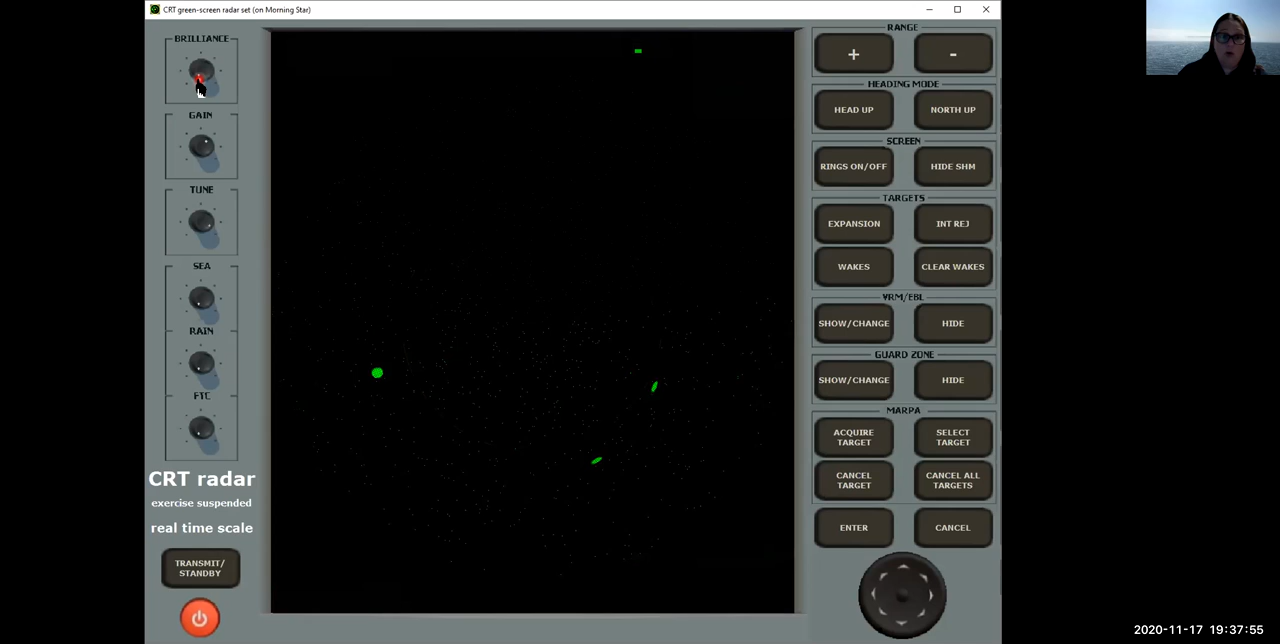 CRT green-screen radar set (on Morning Star)
BRILLIANCE
GAIN
TUNE
SEA
RAIN
FTC
CRT radar
exercise suspended
real time scale
TRANSMIT/
STANDBY
RANGE
+ -
HEADING MODE
HEAD UP NORTH UP
SCREEN
RINGS ON/OFF HIDE SHM
TARGETS
EXPANSION INT REJ
WAKES CLEAR WAKES
VRM/EBL
SHOW/CHANGE HIDE
GUARD ZONE
SHOW/CHANGE HIDE
MARPA
ACQUIRE
TARGET
SELECT
TARGET
CANCEL
TARGET
CANCEL ALL
TARGETS
ENTER CANCEL
2020-11-17 19:37:55